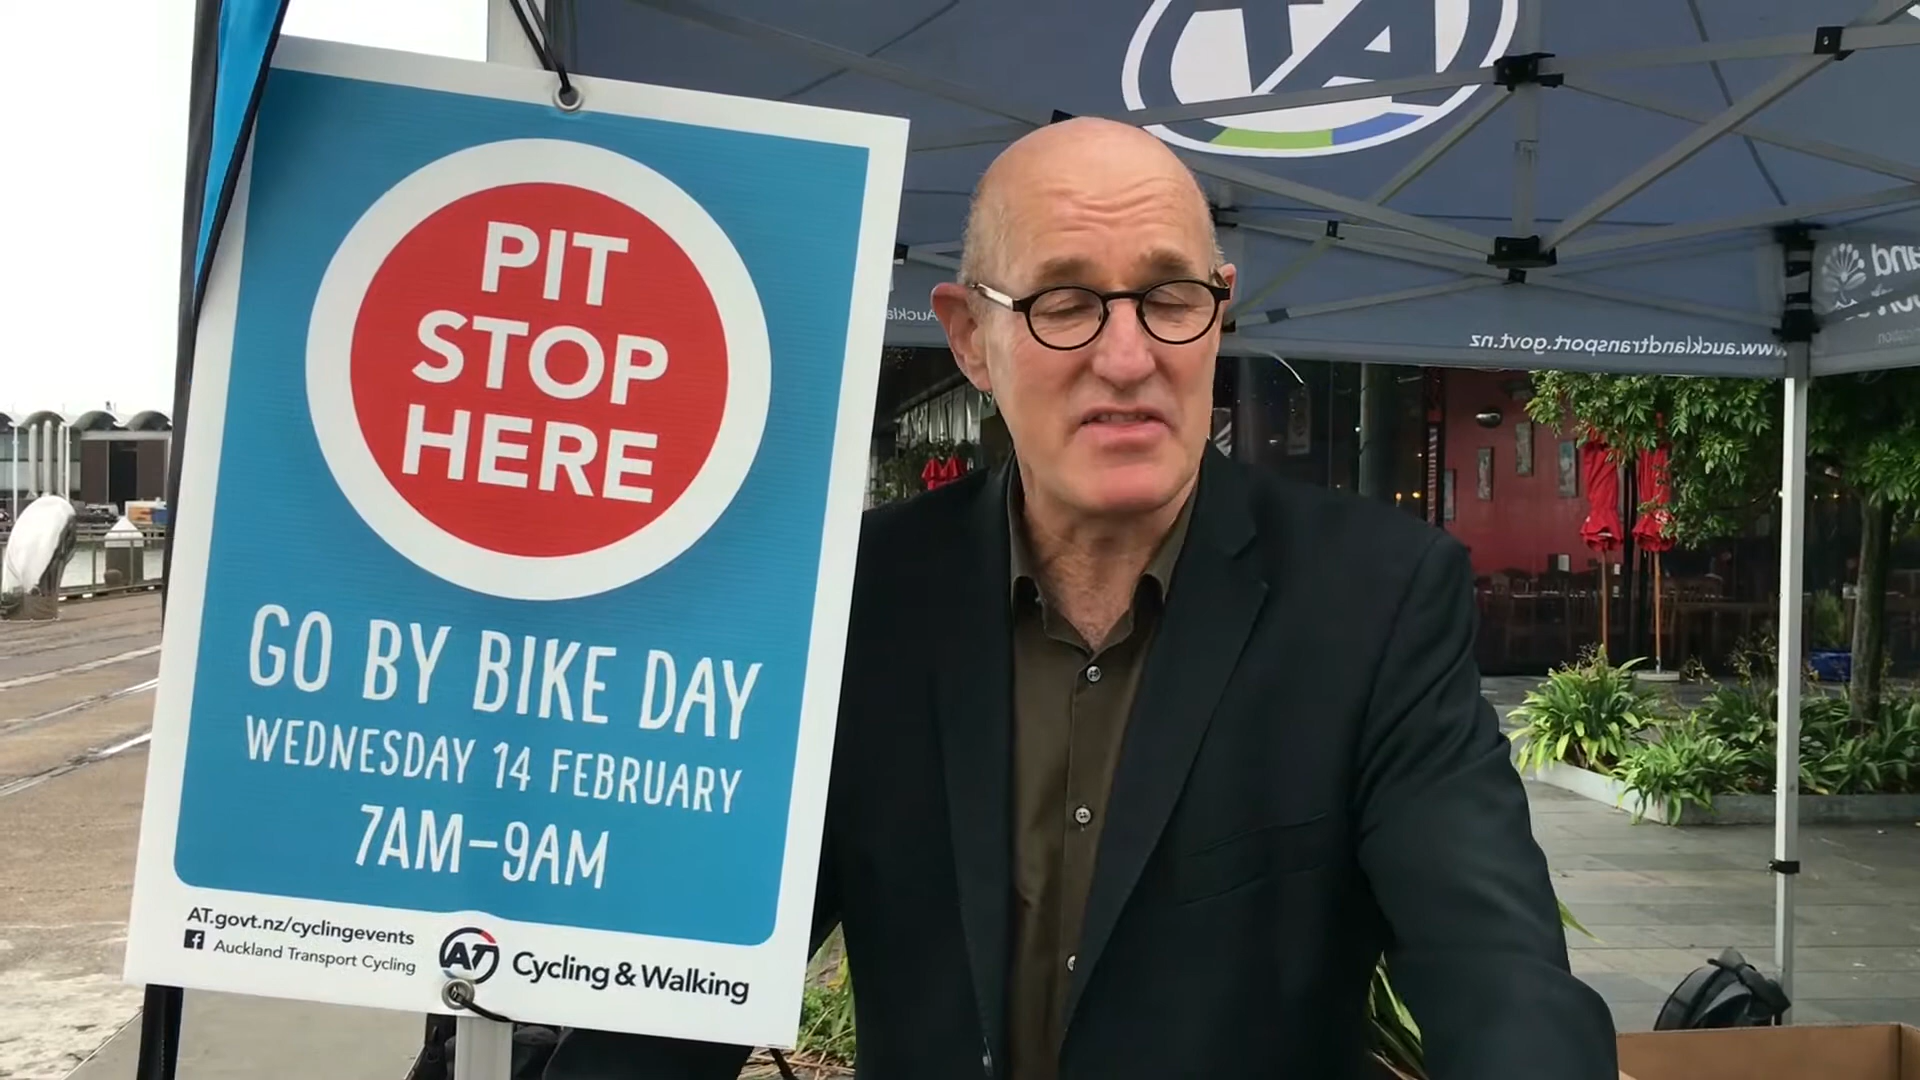 PIT
STOP
HERE
GO BY BIKE DAY
WEDNESDAY 14 FEBRUARY
7AM–9AM
AT.govt.nz/cyclingevents
Auckland Transport Cycling
AT Cycling & Walking
AT
www.aucklandtransport.govt.nz